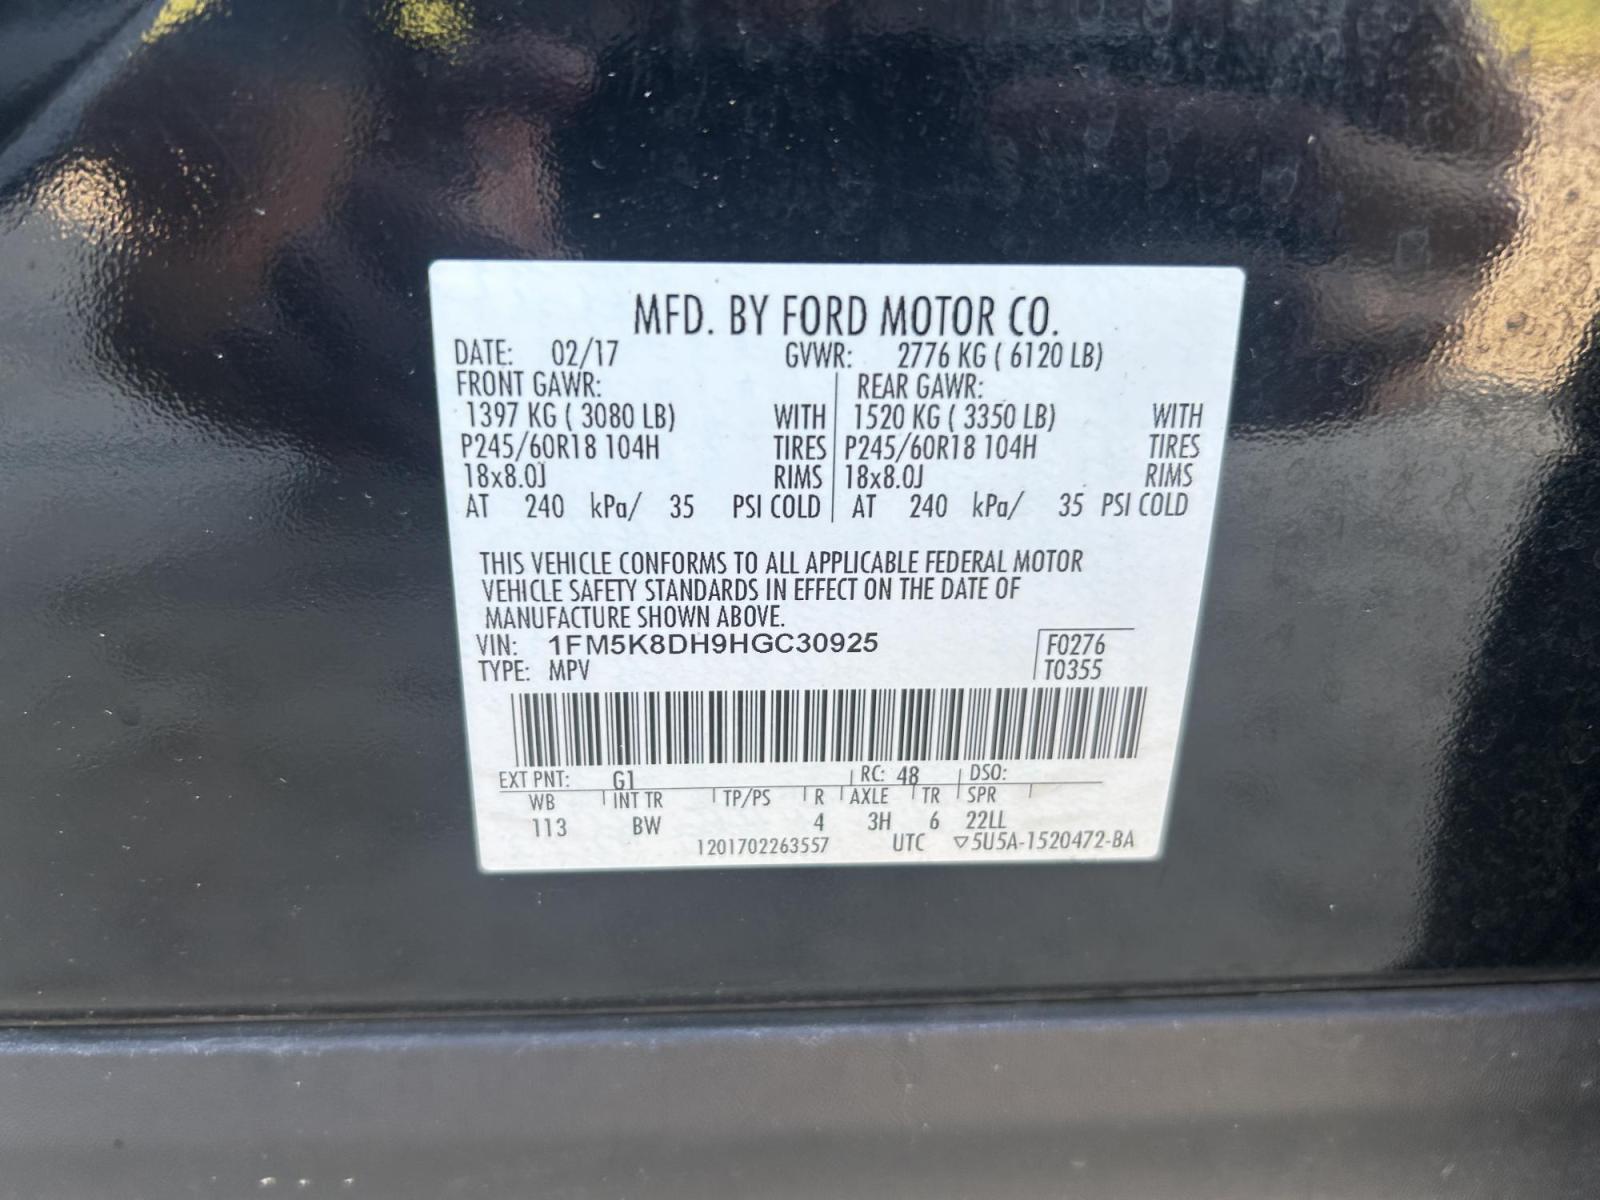 MFD. BY FORD MOTOR CO.
DATE: 02/17 GVWR: 2776 KG ( 6120 LB)
FRONT GAWR: REAR GAWR:
1397 KG ( 3080 LB) WITH 1520 KG ( 3350 LB) WITH
P245/60R18 104H TIRES P245/60R18 104H TIRES
18x8.0J RIMS 18x8.0J RIMS
AT 240 kPa/ 35 PSI COLD AT 240 kPa/ 35 PSI COLD
THIS VEHICLE CONFORMS TO ALL APPLICABLE FEDERAL MOTOR
VEHICLE SAFETY STANDARDS IN EFFECT ON THE DATE OF
MANUFACTURE SHOWN ABOVE.
VIN: 1FM5K8DH9HGC30925 F0276
TYPE: MPV T0355
EXT PNT: G1 RC: 48 DSO:
WB INT TR TP/PS R AXLE TR SPR
113 BW 4 3H 6 22LL
1201702263557 UTC ▽5U5A-1520472-BA